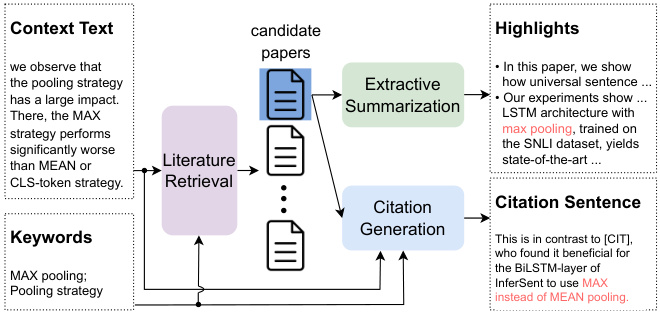 Context Text
we observe that
the pooling strategy
has a large impact.
There, the MAX
strategy performs
significantly worse
than MEAN or
CLS-token strategy.
Keywords
MAX pooling;
Pooling strategy
Literature
Retrieval
candidate
papers
Extractive
Summarization
Citation
Generation
Highlights
• In this paper, we show
how universal sentence ...
• Our experiments show ...
LSTM architecture with
max pooling, trained on
the SNLI dataset, yields
state-of-the-art ...
Citation Sentence
This is in contrast to [CIT],
who found it beneficial for
the BiLSTM-layer of
InferSent to use MAX
instead of MEAN pooling.